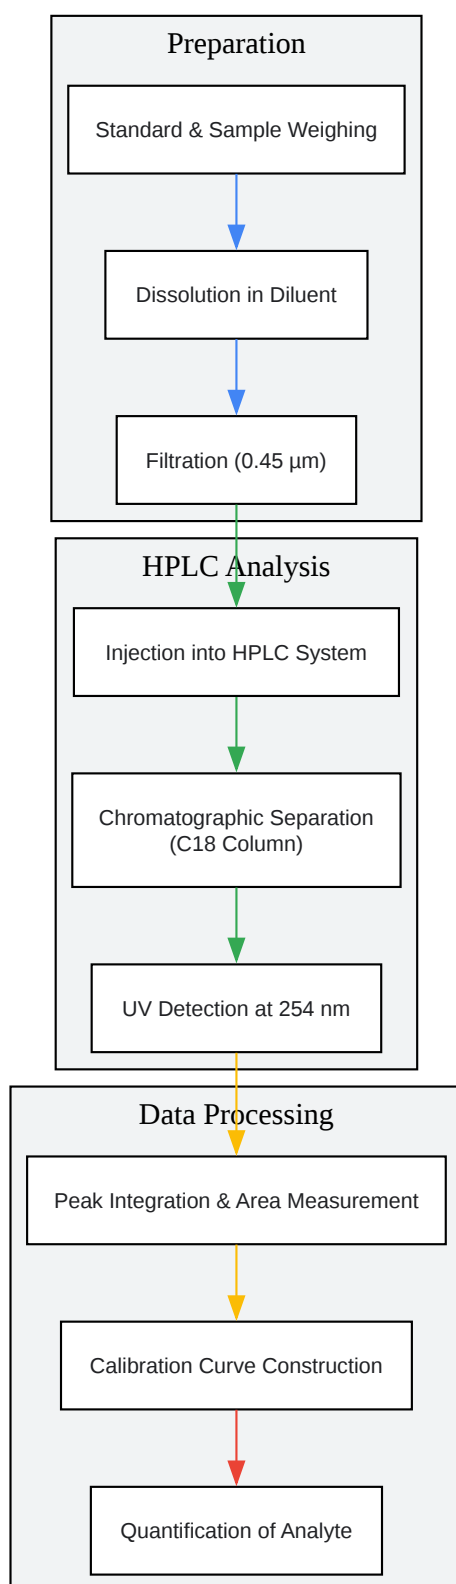 Preparation
Standard & Sample Weighing
Dissolution in Diluent
Filtration (0.45 µm)
HPLC Analysis
Injection into HPLC System
Chromatographic Separation
(C18 Column)
UV Detection at 254 nm
Data Processing
Peak Integration & Area Measurement
Calibration Curve Construction
Quantification of Analyte